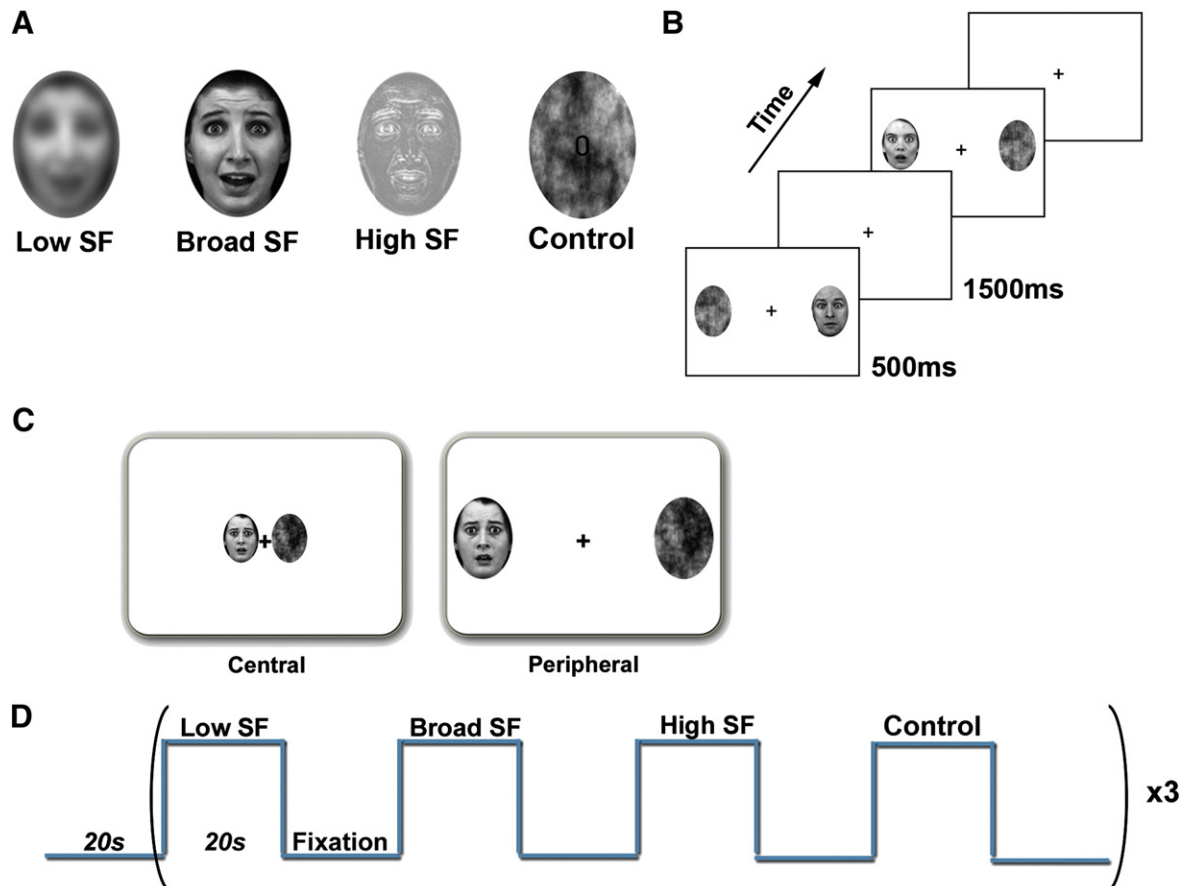 A
Low SF
Broad SF
High SF
0
Control
B
Time
+
+
+
+
1500ms
500ms
C
+
+
Central
Peripheral
D
Low SF
Broad SF
High SF
Control
20s
20s
Fixation
x3